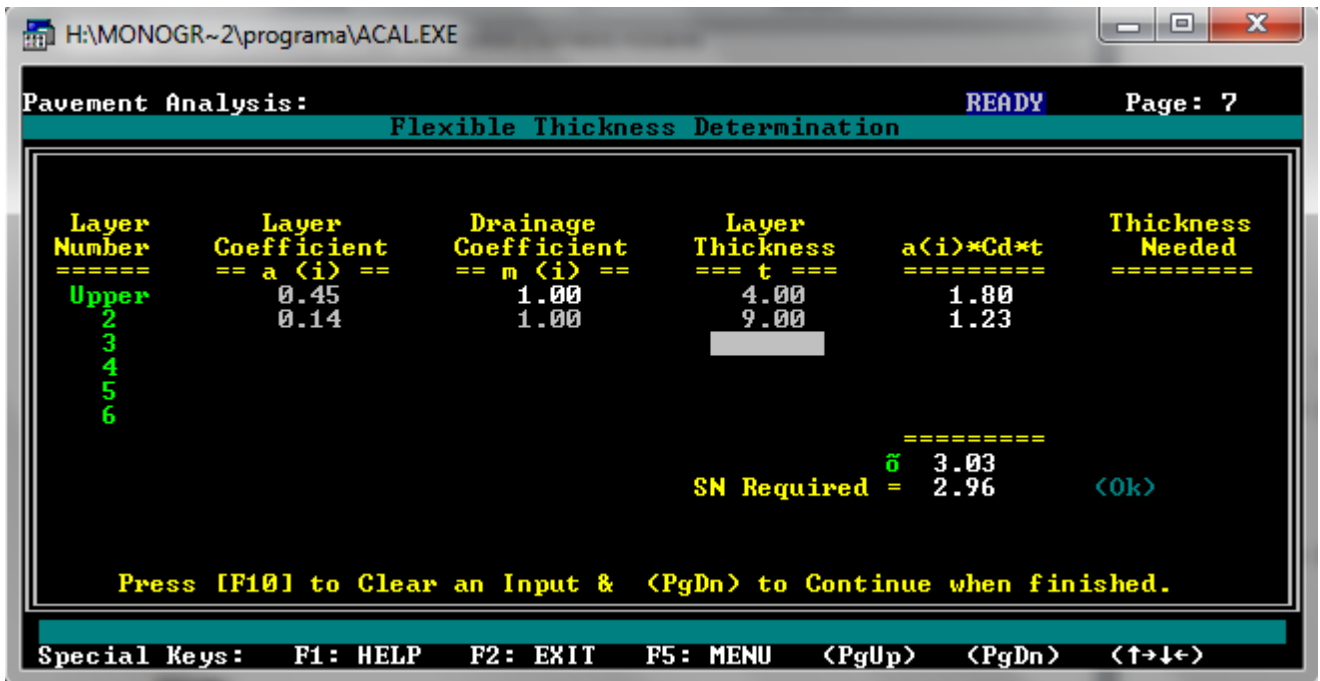 H:\MONOGR~2\programa\ACAL.EXE
Pavement Analysis: READY Page: 7
Flexible Thickness Determination
Layer Layer Drainage Layer Thickness
Number Coefficient Coefficient Thickness a(i)*Cd*t Needed
====== == a (i) == == m (i) == === t === ========= =========
Upper 0.45 1.00 4.00 1.80
2 0.14 1.00 9.00 1.23
3
4
5
6
=========
õ 3.03
SN Required = 2.96 (Ok)
Press [F10] to Clear an Input & (PgDn) to Continue when finished.
Special Keys: F1: HELP F2: EXIT F5: MENU (PgUp) (PgDn) (↑→↓←)